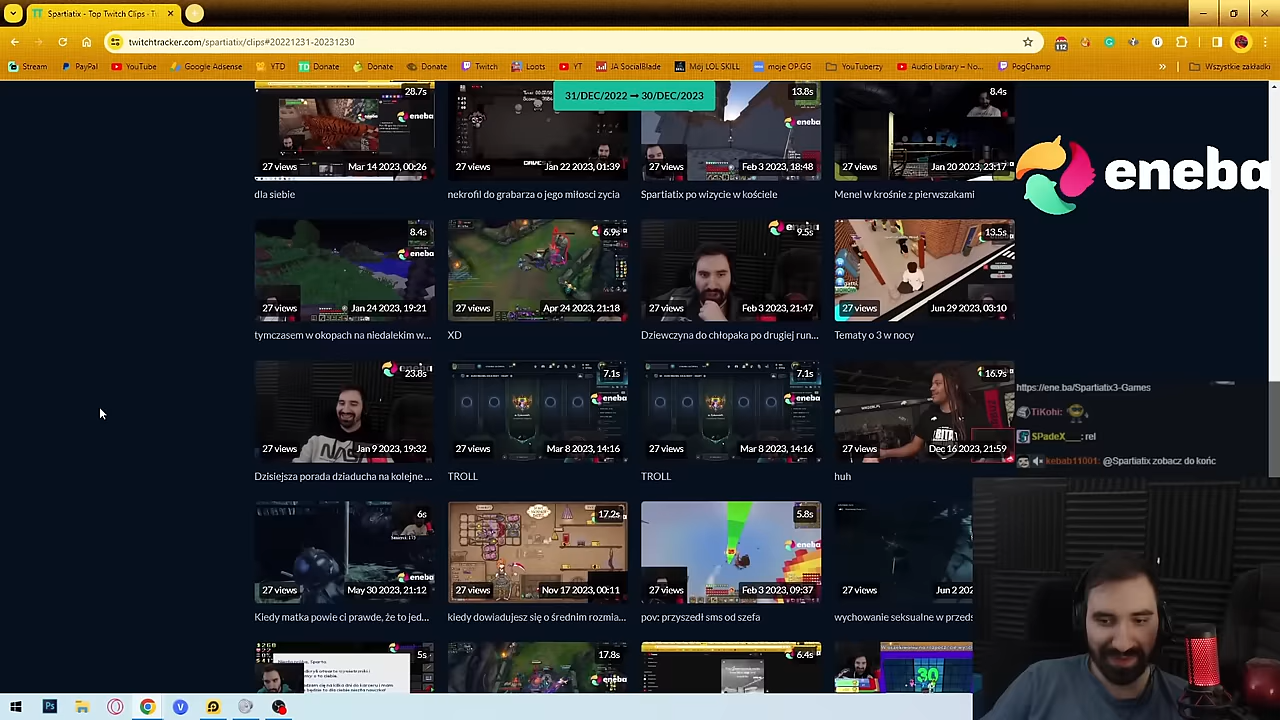 Spartiatix - Top Twitch Clips - Tw
twitchtracker.com/spartiatix/clips#20221231-20231230
112
Stream PayPal YouTube Google Adsense YTD Donate Donate Donate Twitch Loots YT JA SocialBlade Mój LOL SKILL moje OP.GG YouTuberzy Audio Library – No... PogChamp » Wszystkie zakładki
31/DEC/2022 → 30/DEC/2023
28.7s 13.8s 8.4s
27 views Mar 14 2023, 00:26 27 views Jan 22 2023, 01:39 27 views Feb 3 2023, 18:48 27 views Jan 20 2023, 23:17
dla siebie nekrofil do grabarza o jego miłości życia Spartiatix po wizycie w kościele Menel w krośnie z pierwszakami
eneba
8.4s 6.9s 9.5s 13.5s
27 views Jan 24 2023, 19:21 27 views Apr 24 2023, 21:18 27 views Feb 3 2023, 21:47 27 views Jun 29 2023, 03:10
tymczasem w okopach na niedalekim w... XD Dziewczyna do chłopaka po drugiej run... Tematy o 3 w nocy
23.8s 7.1s 7.1s 16.9s
27 views Jan 9 2023, 19:32 27 views Mar 8 2023, 14:16 27 views Mar 8 2023, 14:16 27 views Dec 16 2023, 21:59
Dzisiejsza porada dziaducha na kolejne ... TROLL TROLL huh
https://ene.ba/Spartiatix3-Games
TiKohi:
SPadeX___: rel
kebab11001: @Spartiatix zobacz do końc
6s 17.2s 5.8s
27 views May 30 2023, 21:12 27 views Nov 17 2023, 00:11 27 views Feb 3 2023, 09:37 27 views Jun 2 202
Kiedy matka powie ci prawde, że to jed... kiedy dowiadujesz się o średnim rozmia... pov: przyszedł sms od szefa wychowanie seksualne w przeds
5s 17.8s 6.4s
30
Ps